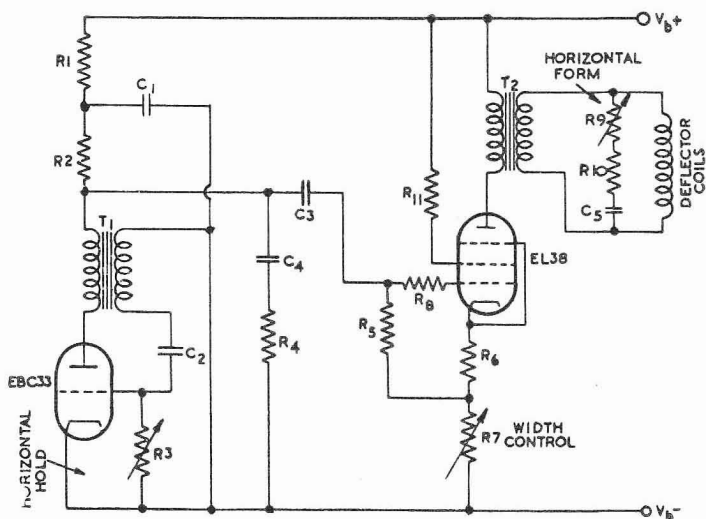 Vb+
R1
C1
R2
T1
C2
EBC33
HORIZONTAL
HOLD
R3
C4
R4
C3
R5
R8
R11
T2
HORIZONTAL
FORM
R9
R10
C5
DEFLECTOR
COILS
EL38
R6
R7
WIDTH
CONTROL
Vb-